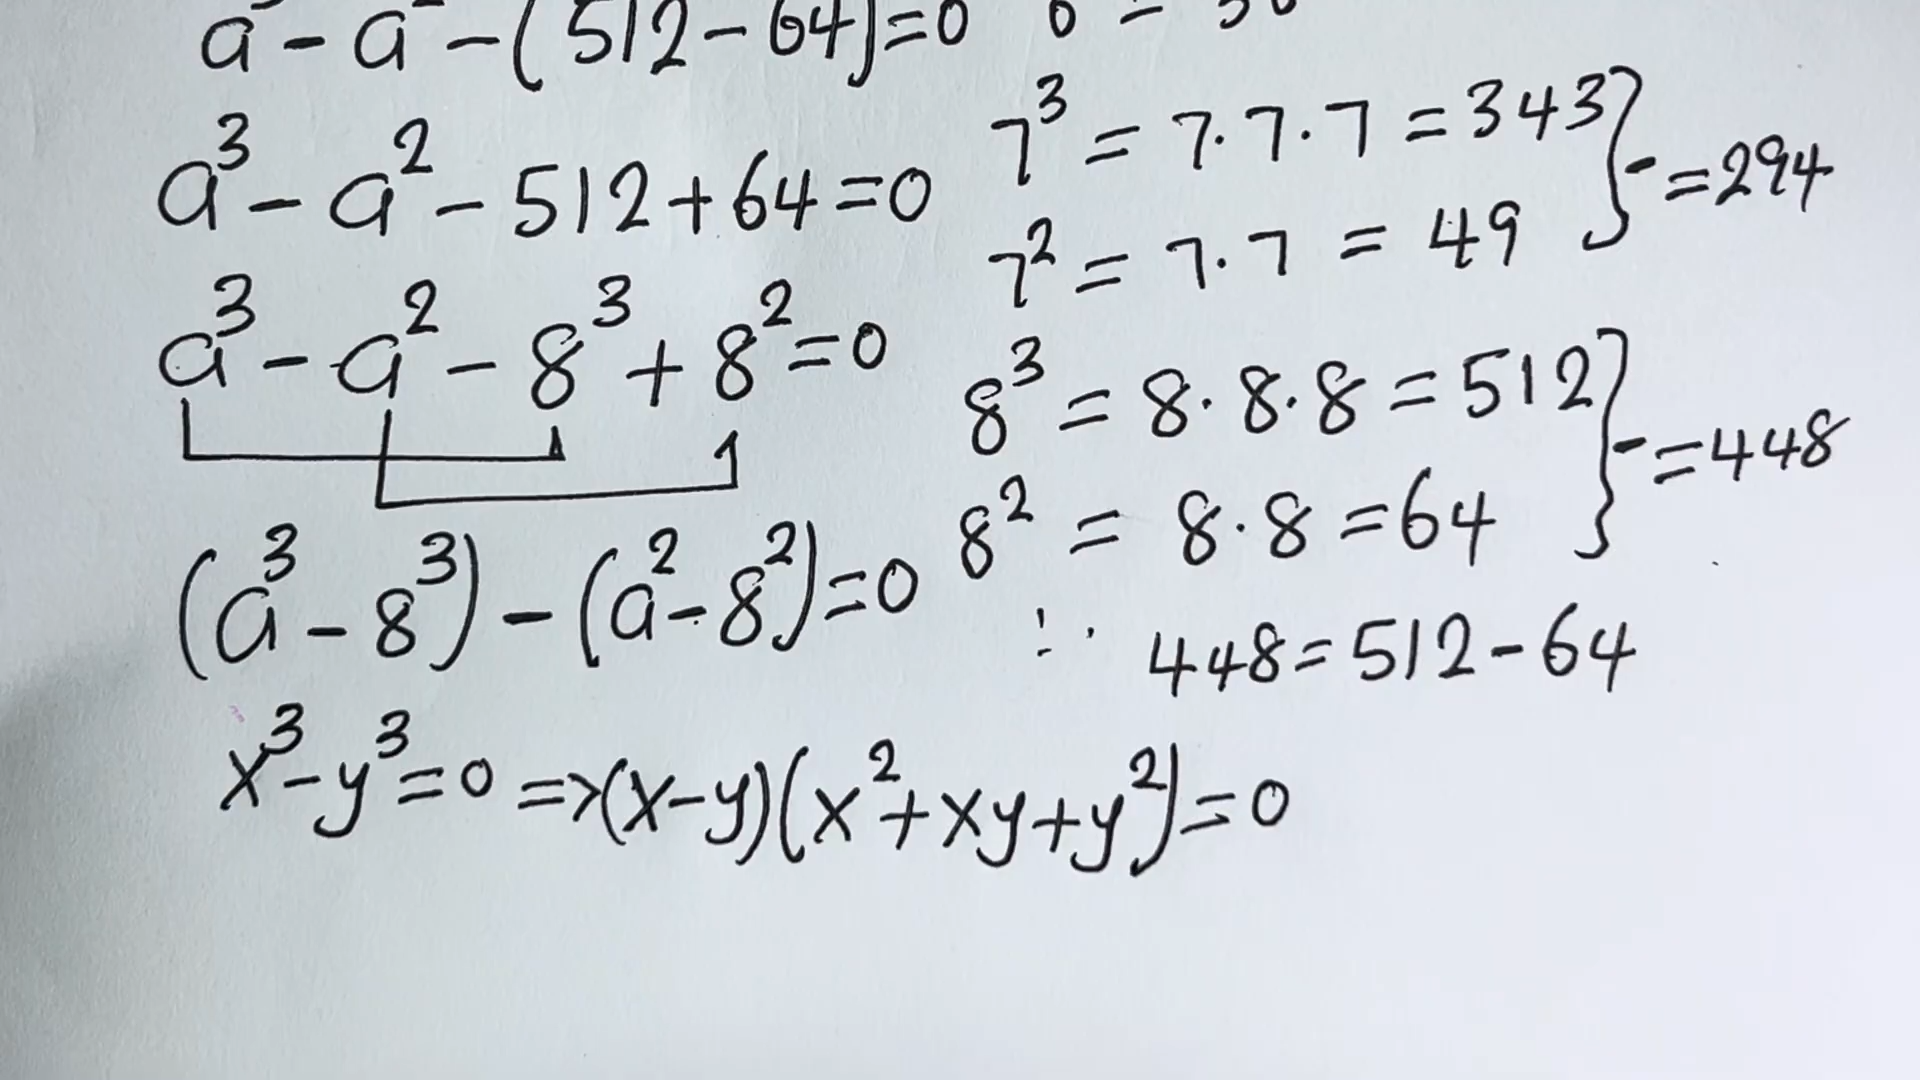 a - a - (512-64)=0
a³ - a² - 512+64=0
a³ - a² - 8³ + 8²=0
(a³ - 8³) - (a² - 8²)=0
x³-y³=0 =>(x-y)(x²+xy+y²)=0
7³ = 7.7.7 =343 } - =294
7² = 7.7 = 49
8³ = 8.8.8 =512 } - =448
8² = 8.8 =64
∵ 448=512-64